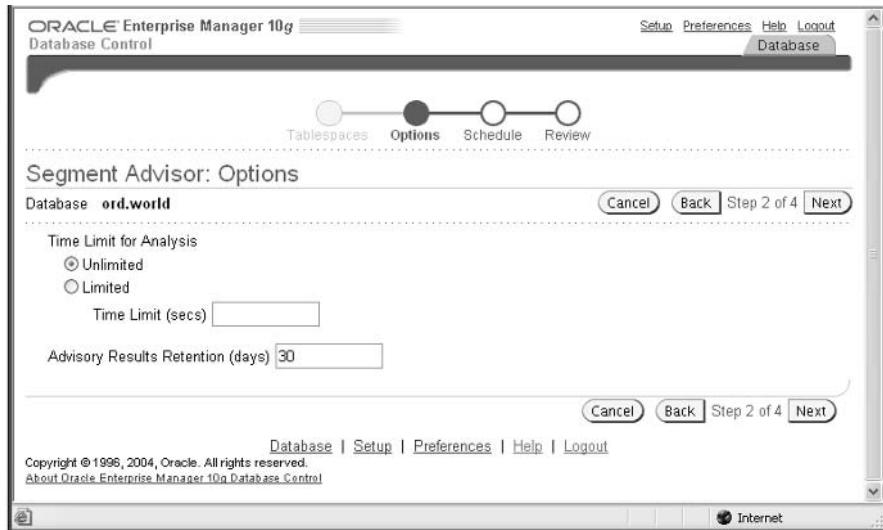 ORACLE Enterprise Manager 10g
Database Control
Setup Preferences Help Logout
Database
Tablespaces Options Schedule Review
Segment Advisor: Options
Database ord.world
Cancel Back Step 2 of 4 Next
Time Limit for Analysis
Unlimited
Limited
Time Limit (secs)
Advisory Results Retention (days) 30
Cancel Back Step 2 of 4 Next
Database | Setup | Preferences | Help | Logout
Copyright © 1996, 2004, Oracle. All rights reserved.
About Oracle Enterprise Manager 10g Database Control
Internet